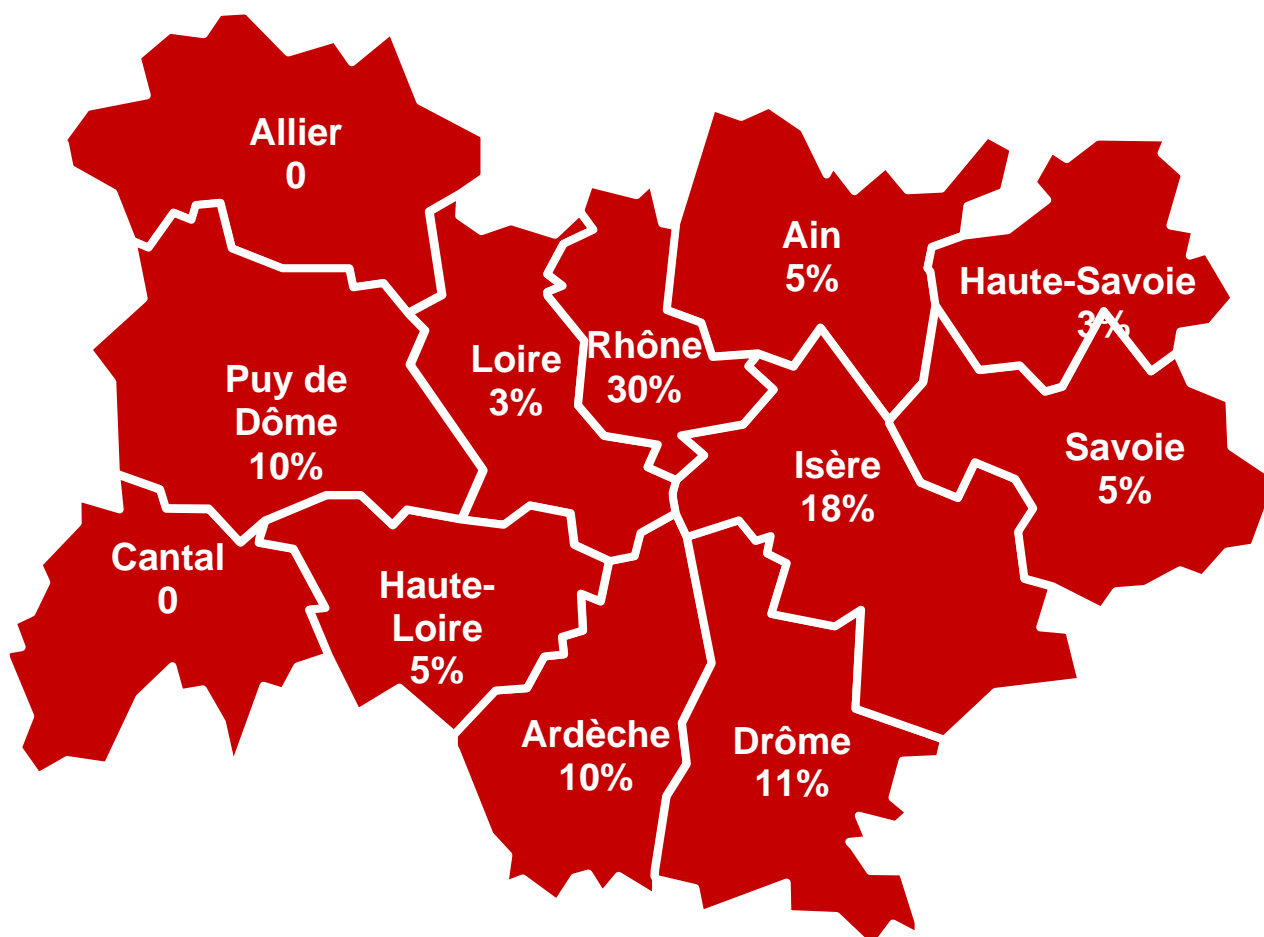 Allier
0
Ain
5%
Haute-Savoie
3%
Rhône
30%
Loire
3%
Puy de
Dôme
10%
Isère
18%
Savoie
5%
Cantal
0
Haute-
Loire
5%
Ardèche
10%
Drôme
11%